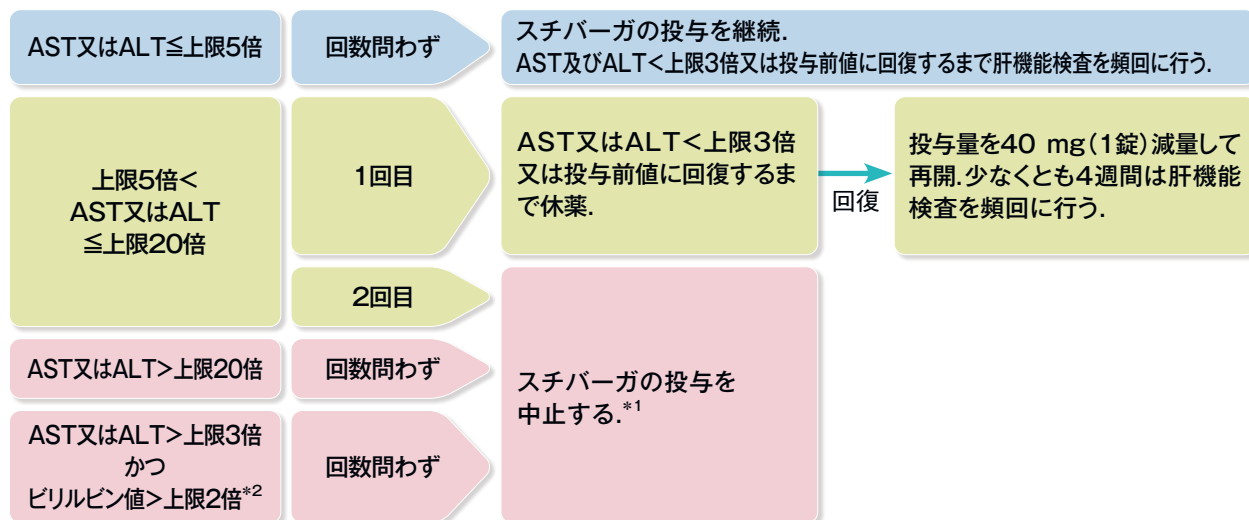 AST又はALT≦上限5倍
回数問わず
スチバーガの投与を継続.
AST及びALT<上限3倍又は投与前値に回復するまで肝機能検査を頻回に行う.
上限5倍<
AST又はALT
≦上限20倍
1回目
AST又はALT<上限3倍
又は投与前値に回復するま
で休薬.
回復
投与量を40 mg(1錠)減量して
再開.少なくとも4週間は肝機能
検査を頻回に行う.
2回目
AST又はALT>上限20倍
回数問わず
スチバーガの投与を
中止する.*1
AST又はALT>上限3倍
かつ
ビリルビン値>上限2倍*2
回数問わず